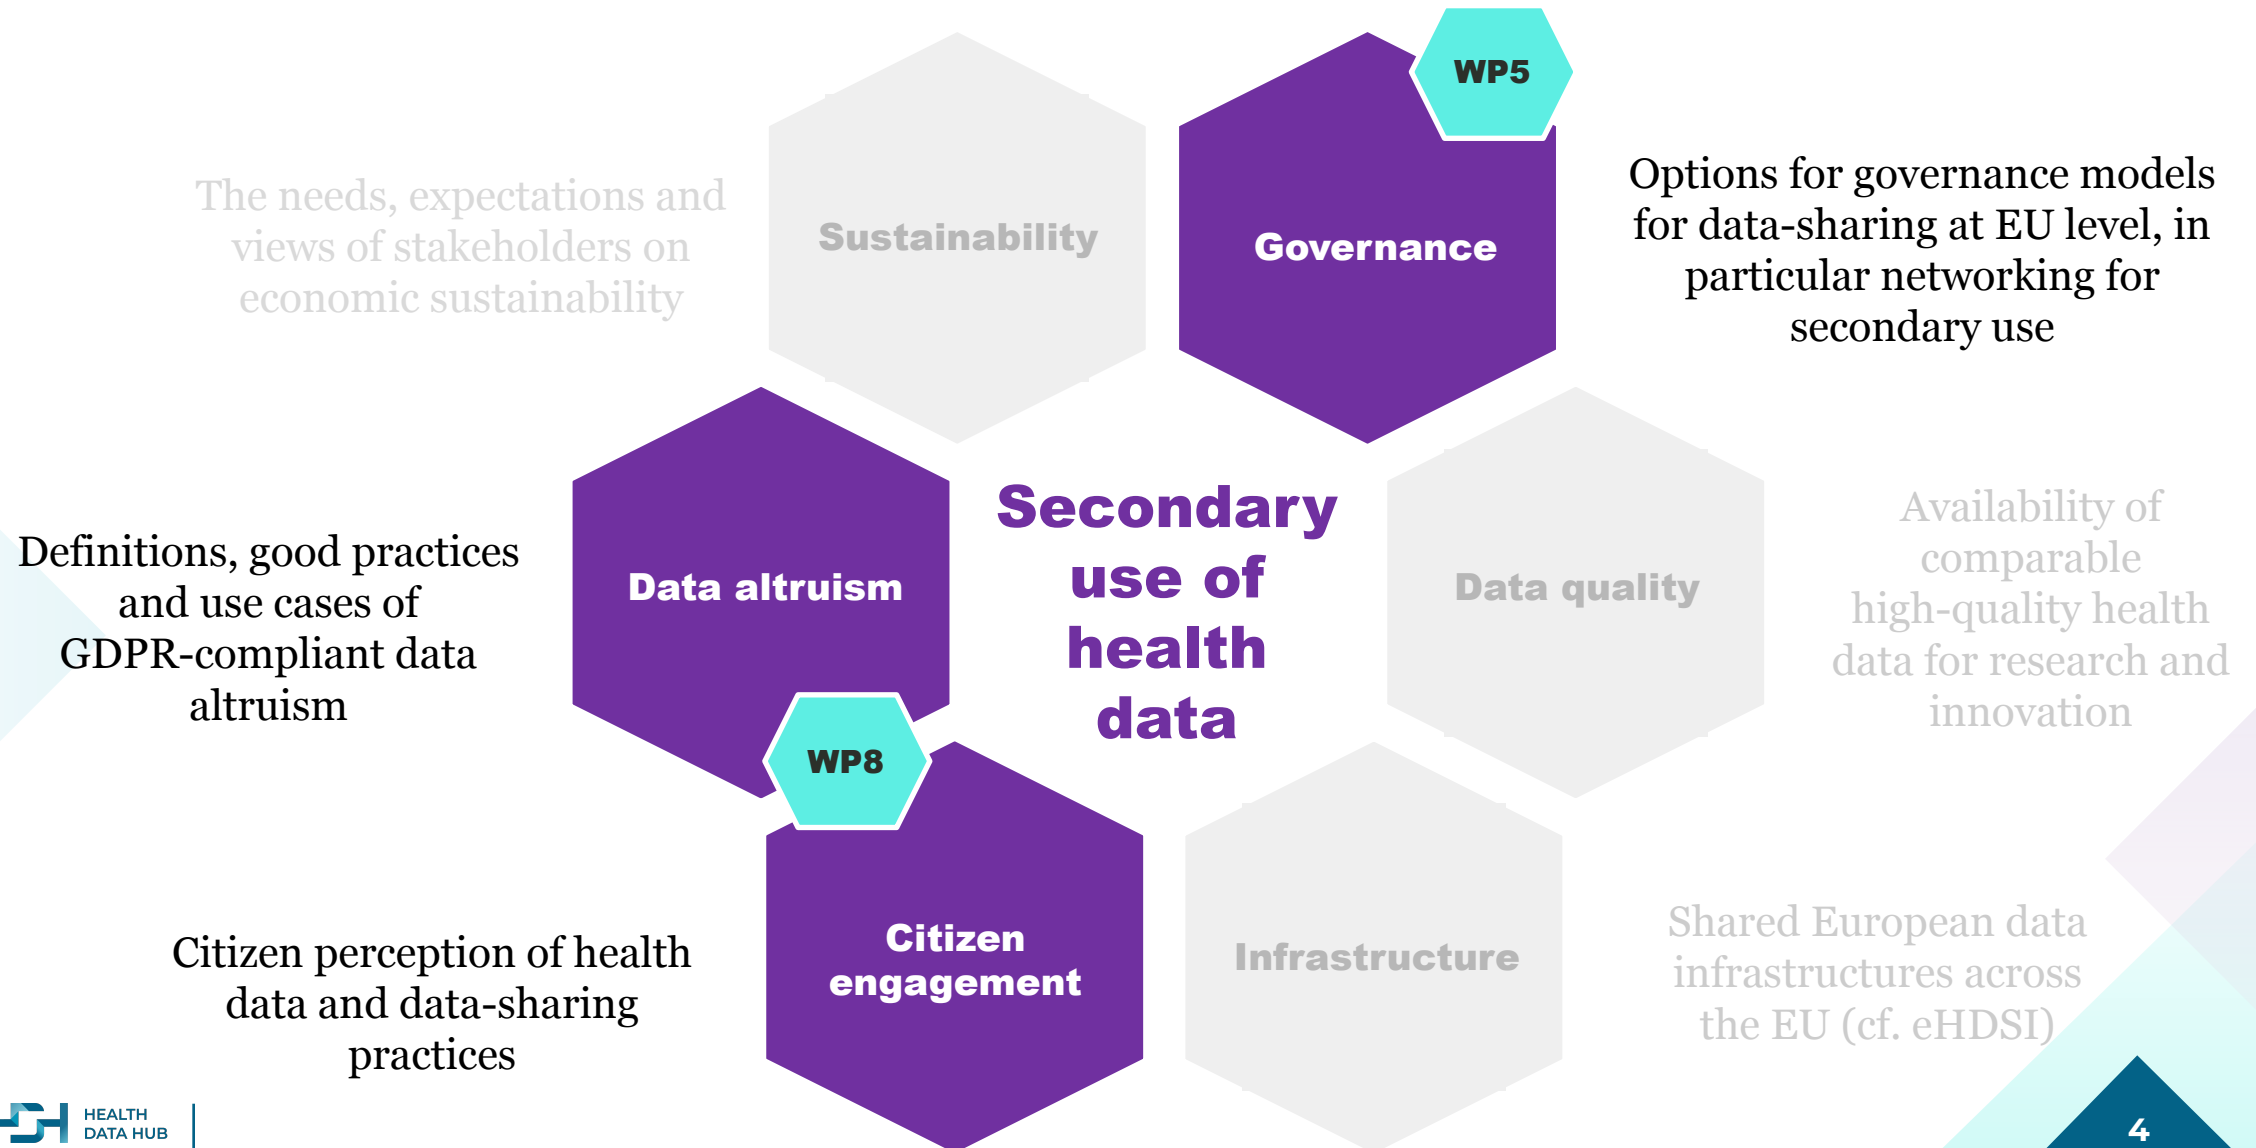 WP5
The needs, expectations and
views of stakeholders on
economic sustainability
Sustainability
Governance
Options for governance models
for data-sharing at EU level, in
particular networking for
secondary use
Definitions, good practices
and use cases of
GDPR-compliant data
altruism
Data altruism
Secondary
use of
health
data
Data quality
Availability of
comparable
high-quality health
data for research and
innovation
WP8
Citizen perception of health
data and data-sharing
practices
Citizen
engagement
Infrastructure
Shared European data
infrastructures across
the EU (cf. eHDSI)
HEALTH
DATA HUB
4